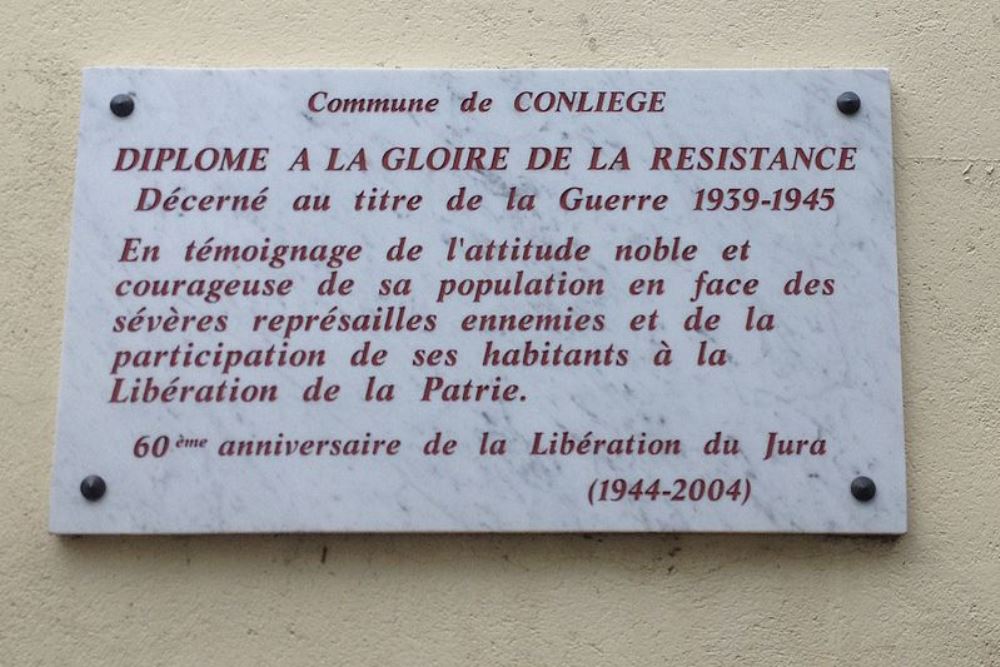 Commune de CONLIEGE
DIPLOME A LA GLOIRE DE LA RESISTANCE
Décerné au titre de la Guerre 1939-1945
En témoignage de l'attitude noble et
courageuse de sa population en face des
sévères représailles ennemies et de la
participation de ses habitants à la
Libération de la Patrie.
60ème anniversaire de la Libération du Jura
(1944-2004)